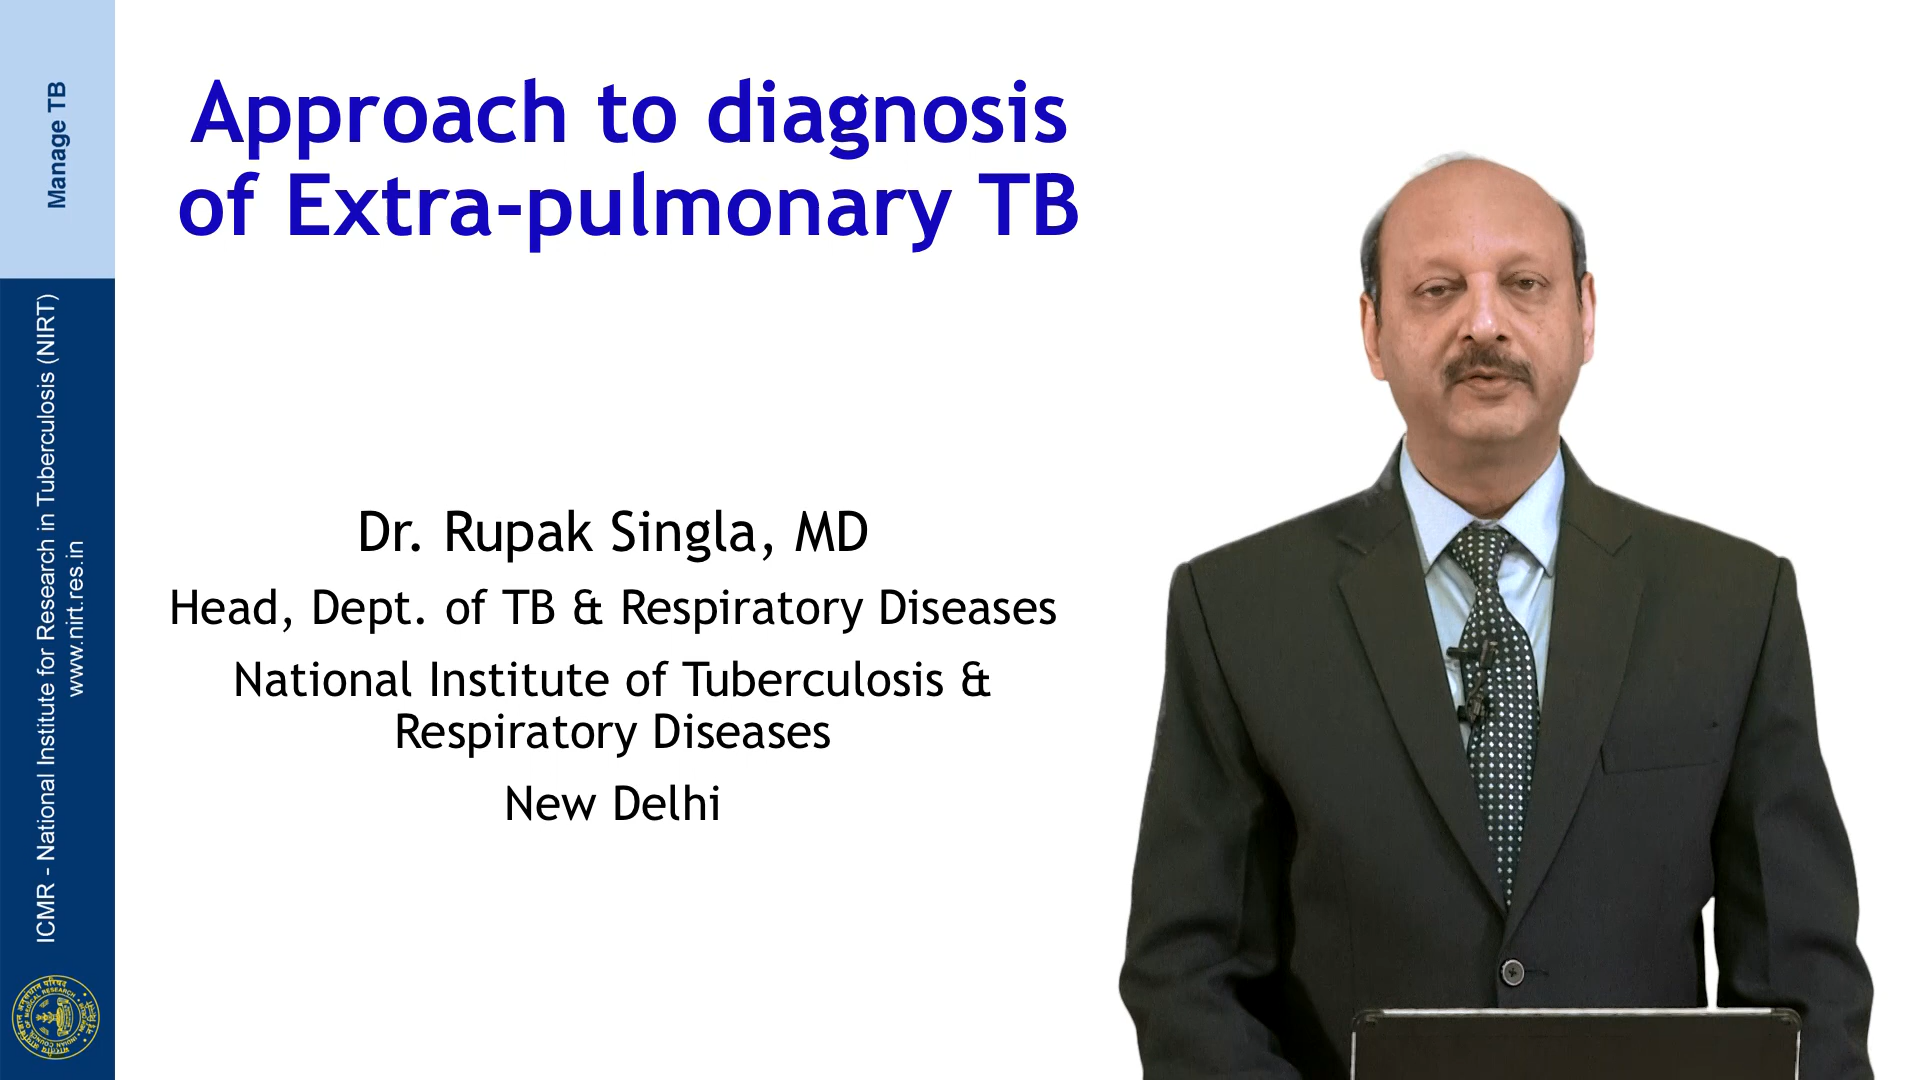 Manage TB
ICMR - National Institute for Research in Tuberculosis (NIRT)
www.nirt.res.in
Approach to diagnosis
of Extra-pulmonary TB
Dr. Rupak Singla, MD
Head, Dept. of TB & Respiratory Diseases
National Institute of Tuberculosis &
Respiratory Diseases
New Delhi